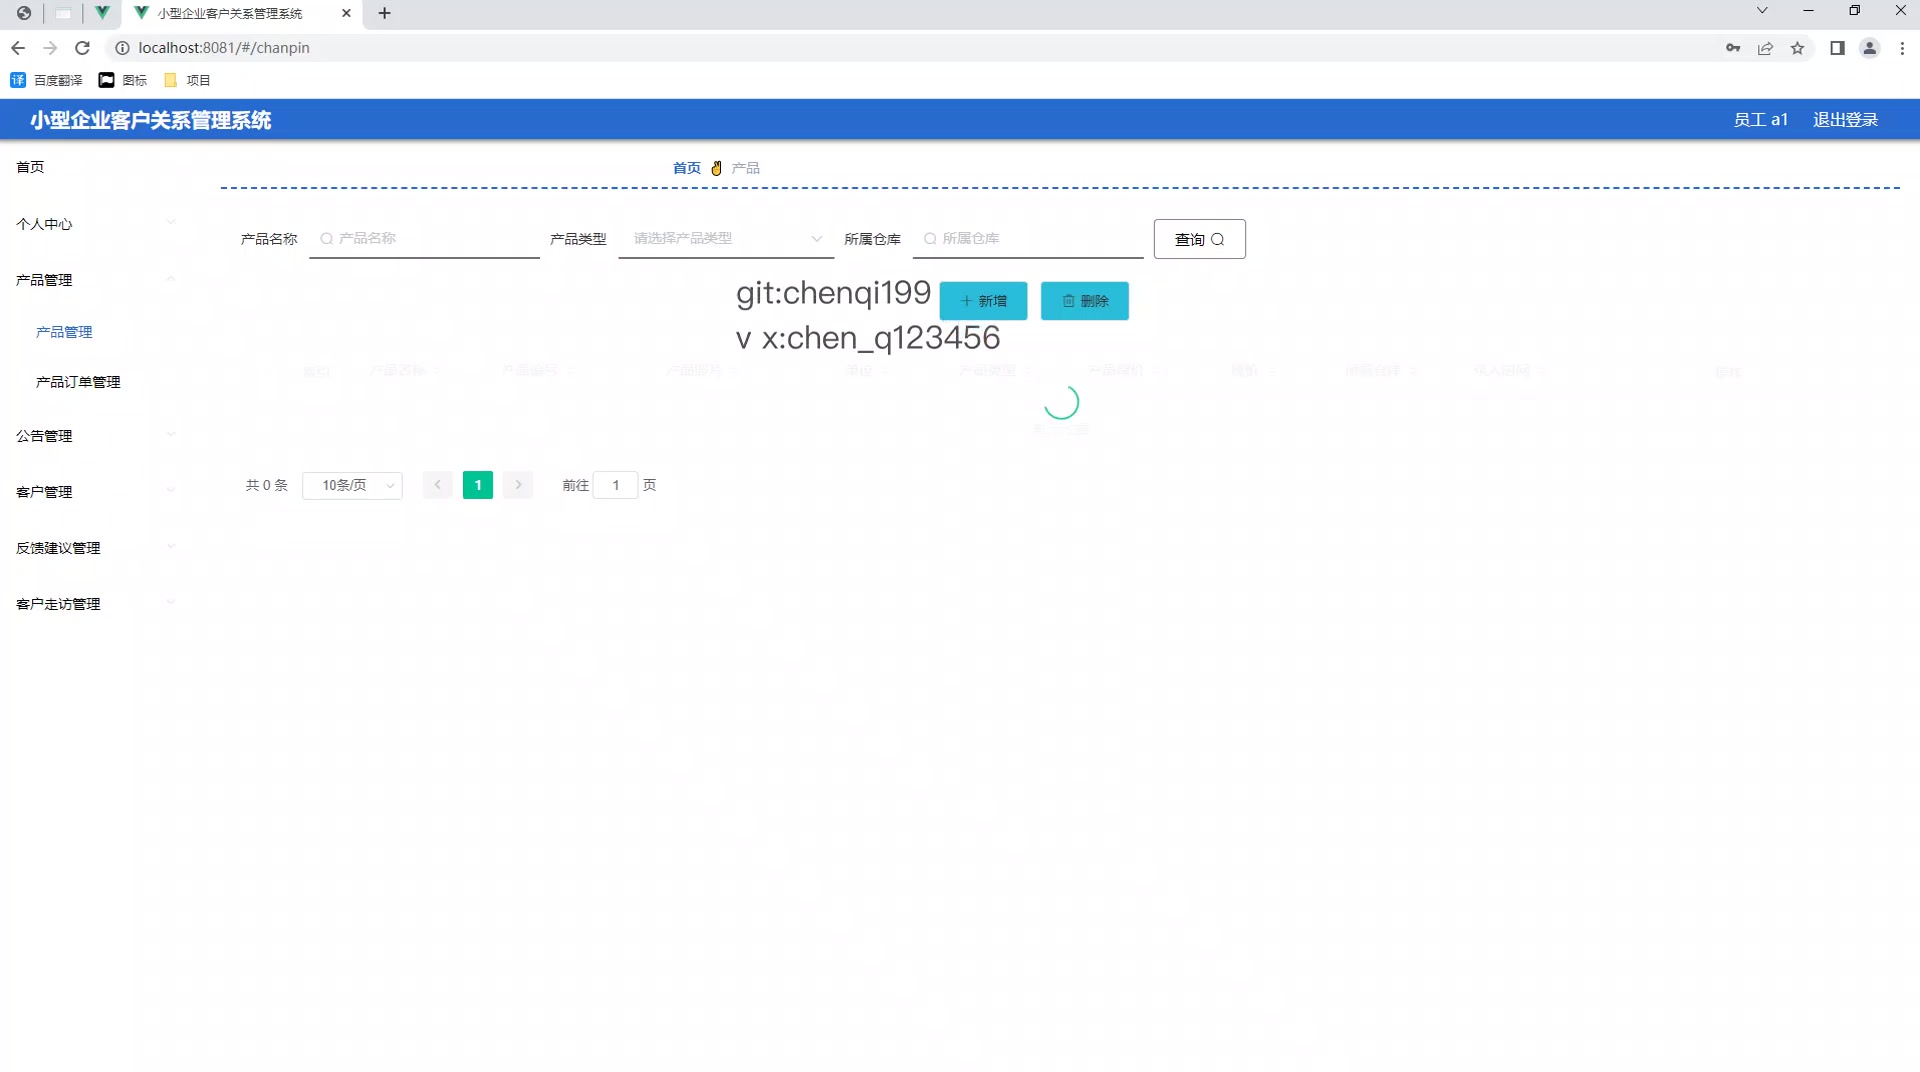 小型企业客户关系管理系统
localhost:8081/#/chanpin
译 百度翻译 图标 项目
小型企业客户关系管理系统 员工 a1 退出登录
首页
首页 产品
个人中心
产品管理
产品管理
产品订单管理
公告管理
客户管理
反馈建议管理
客户走访管理
产品名称 产品名称 产品类型 请选择产品类型 所属仓库 所属仓库 查询
git:chenqi199 新增 删除
v x:chen_q123456
共 0 条 10条/页 1 前往 1 页